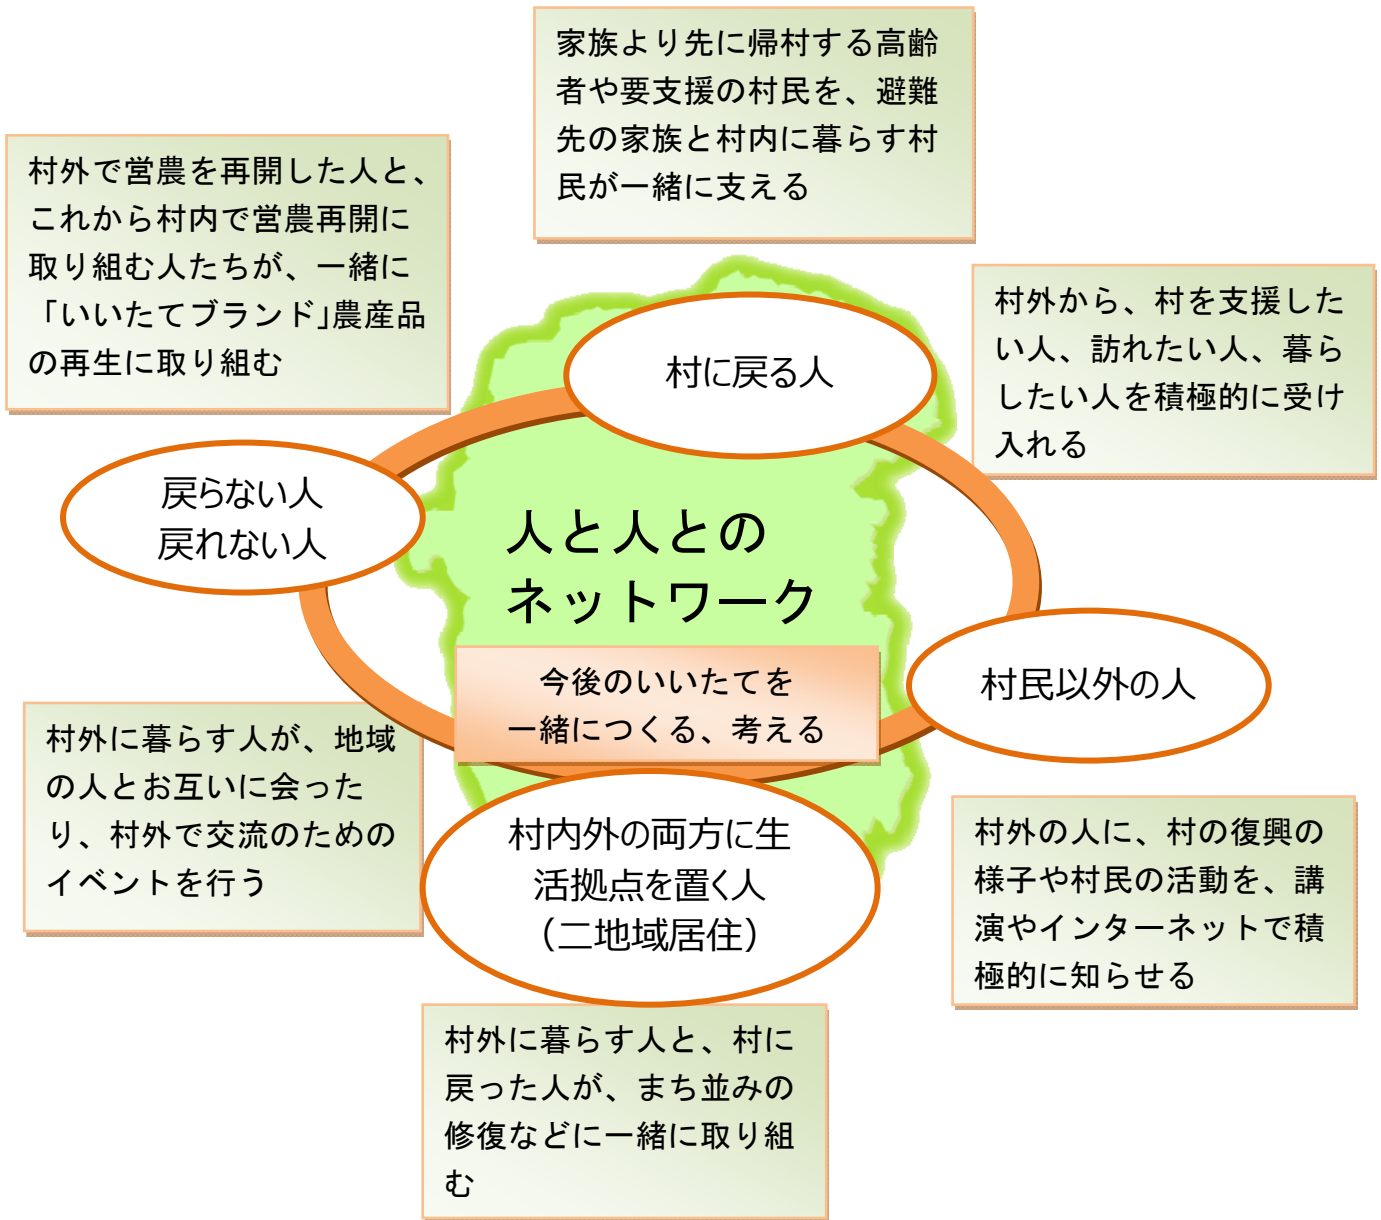 家族より先に帰村する高齢
者や要支援の村民を、避難
先の家族と村内に暮らす村
民が一緒に支える
村外で営農を再開した人と、
これから村内で営農再開に
取り組む人たちが、一緒に
「いいたてブランド」農産品
の再生に取り組む
村外から、村を支援した
い人、訪れたい人、暮ら
したい人を積極的に受け
入れる
村に戻る人
戻らない人
戻れない人
人と人との
ネットワーク
村民以外の人
今後のいいたてを
一緒につくる、考える
村外に暮らす人が、地域
の人とお互いに会った
り、村外で交流のための
イベントを行う
村内外の両方に生
活拠点を置く人
（二地域居住）
村外の人に、村の復興の
様子や村民の活動を、講
演やインターネットで積
極的に知らせる
村外に暮らす人と、村に
戻った人が、まち並みの
修復などに一緒に取り組
む